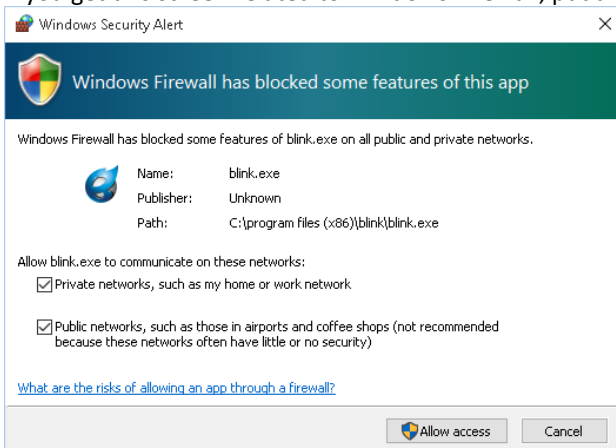 Windows Security Alert
Windows Firewall has blocked some features of this app
Windows Firewall has blocked some features of blink.exe on all public and private networks.
Name: blink.exe
Publisher: Unknown
Path: C:\program files (x86)\blink\blink.exe
Allow blink.exe to communicate on these networks:
Private networks, such as my home or work network
Public networks, such as those in airports and coffee shops (not recommended
because these networks often have little or no security)
What are the risks of allowing an app through a firewall?
Allow access Cancel